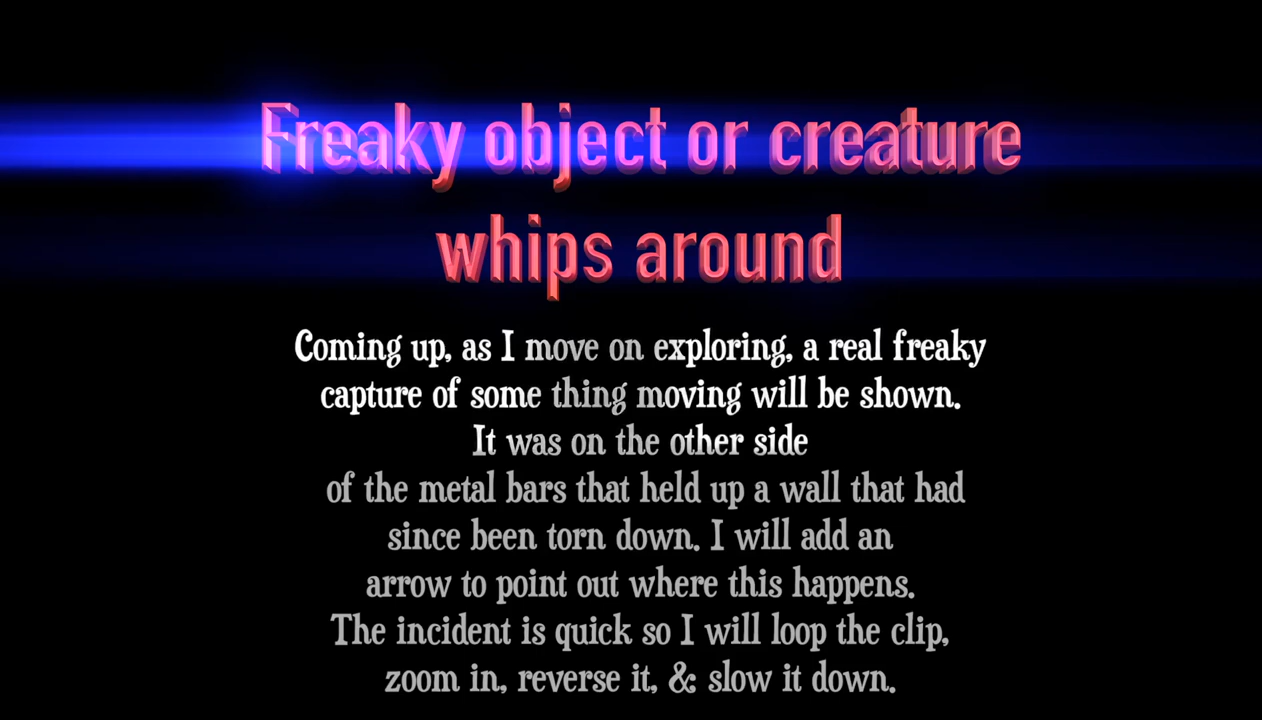 Freaky object or creature
whips around
Coming up, as I move on exploring, a real freaky
capture of some thing moving will be shown.
It was on the other side
of the metal bars that held up a wall that had
since been torn down. I will add an
arrow to point out where this happens.
The incident is quick so I will loop the clip,
zoom in, reverse it, & slow it down.